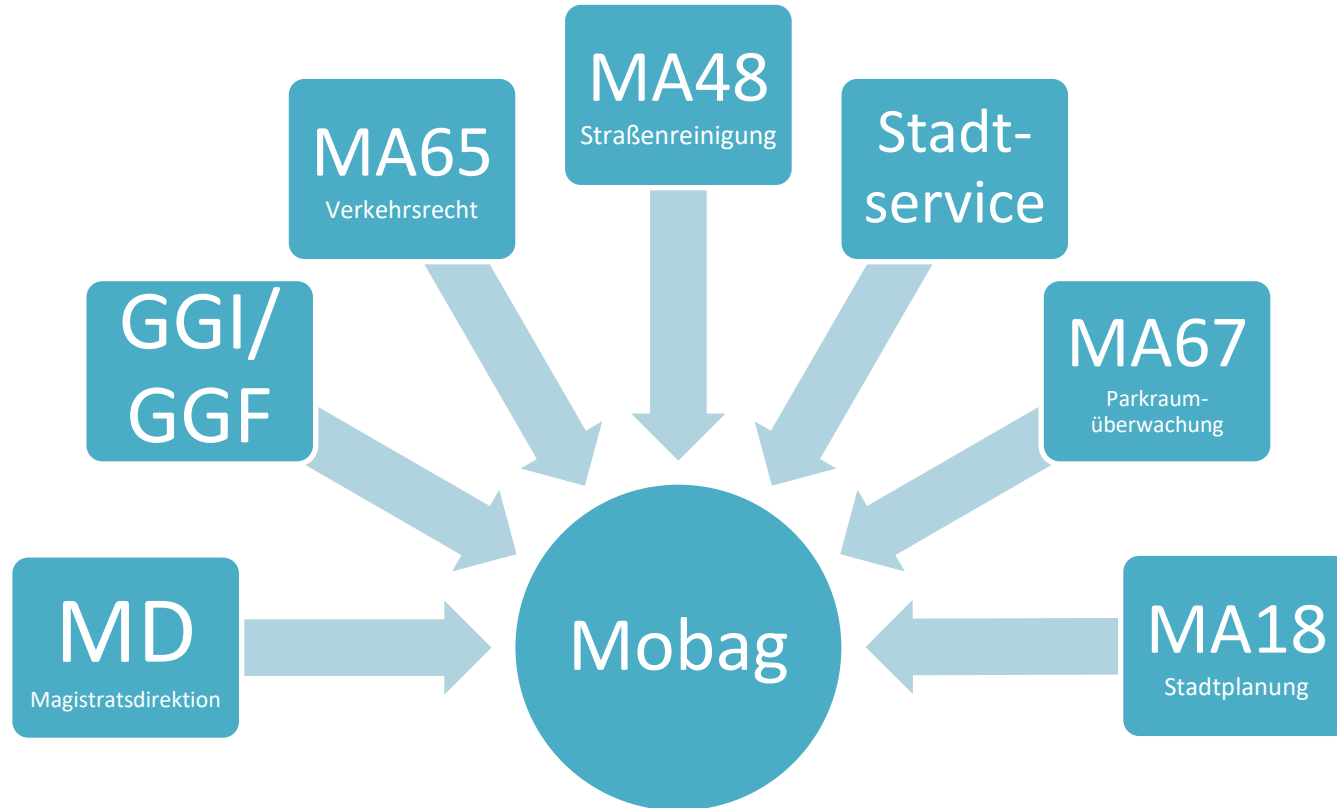 MA48
Straßenreinigung
MA65
Verkehrsrecht
Stadt-
service
GGI/
GGF
MA67
Parkraum-
überwachung
MD
Magistratsdirektion
Mobag
MA18
Stadtplanung